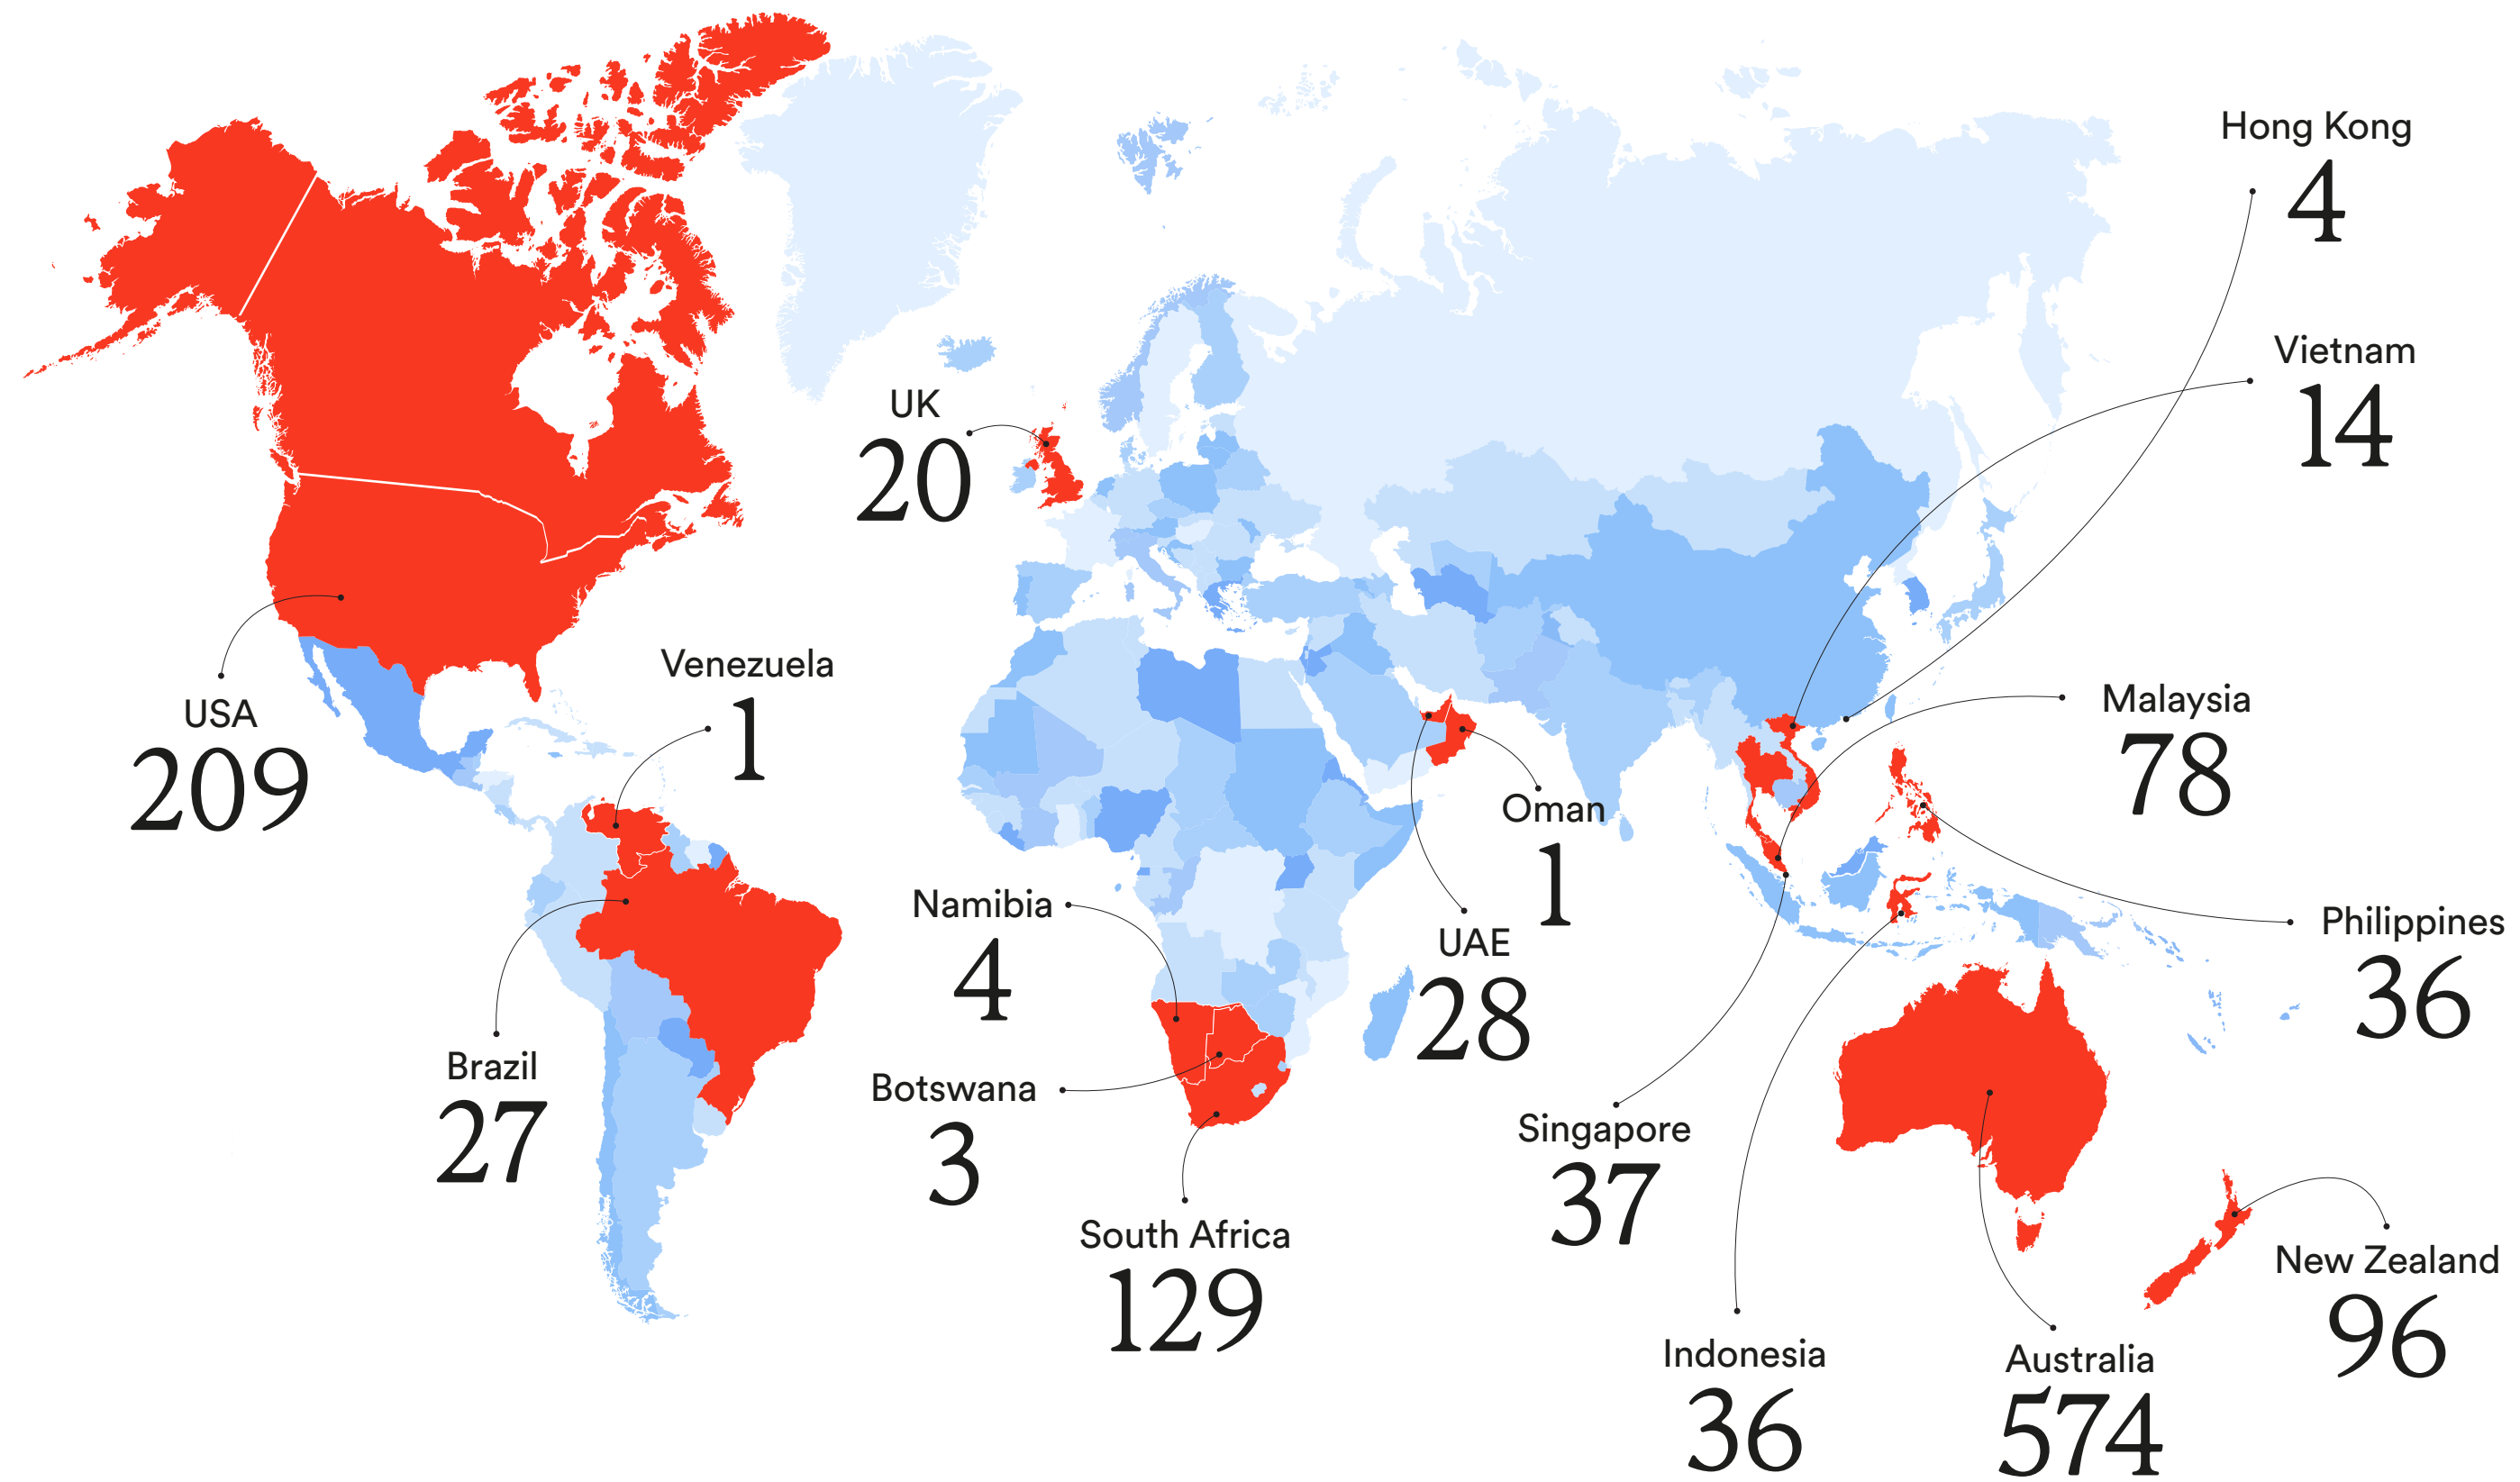 Hong Kong
4
Vietnam
14
UK
20
Venezuela
1
Malaysia
78
USA
209
Oman
1
Namibia
4
Philippines
36
UAE
28
Brazil
27
Botswana
3
Singapore
37
South Africa
129
New Zealand
96
Indonesia
36
Australia
574